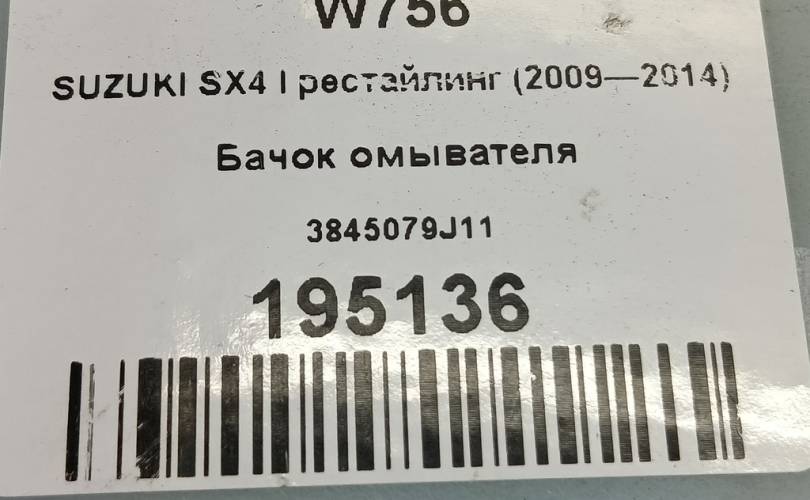 W756
SUZUKI SX4 I рестайлинг (2009—2014)
Бачок омывателя
3845079J11
195136